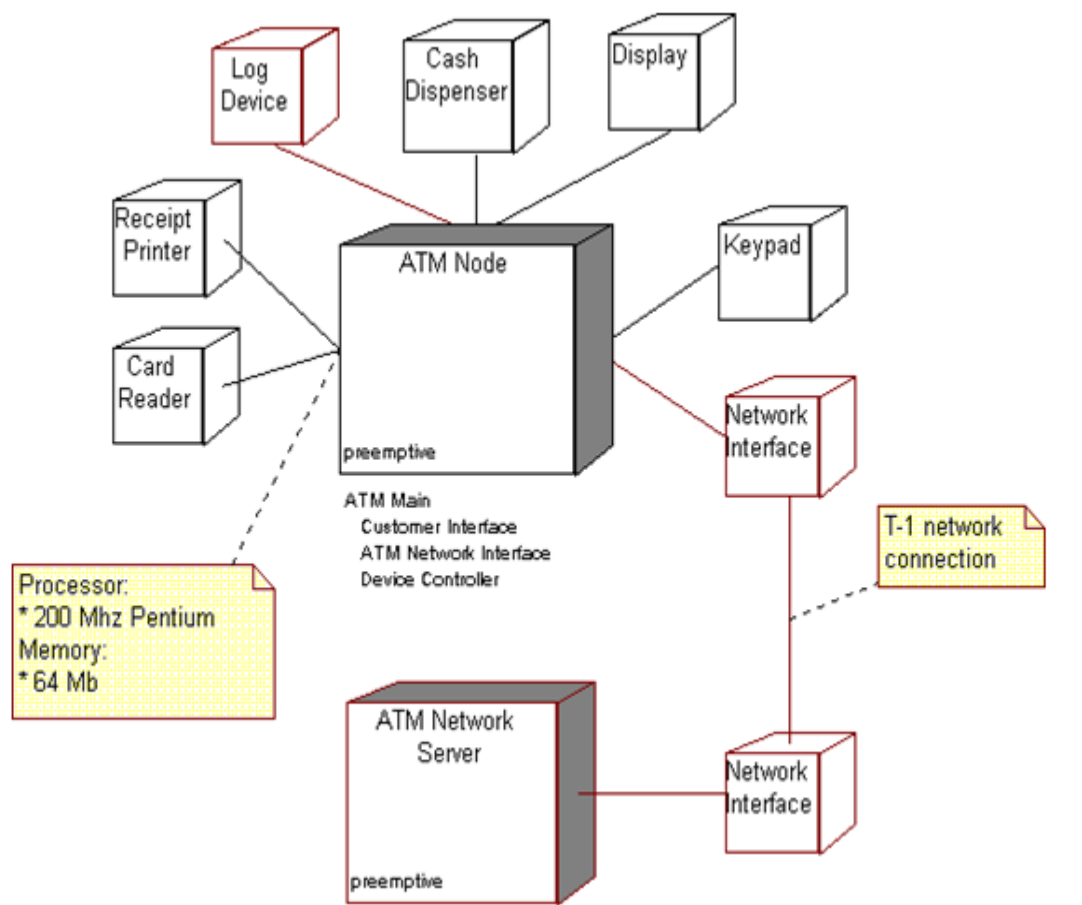 Log
Device
Cash
Dispenser
Display
Receipt
Printer
ATM Node
Keypad
Card
Reader
Network
Interface
preemptive
ATM Main
Customer Interface
ATM Network Interface
Device Controller
T-1 network
connection
Processor:
* 200 Mhz Pentium
Memory:
* 64 Mb
ATM Network
Server
Network
Interface
preemptive